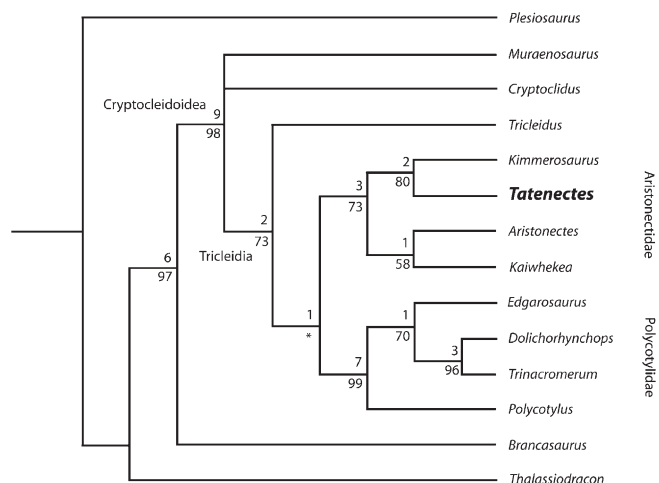 Plesiosaurus
Muraenosaurus
Cryptocleidoidea
Cryptoclidus
9
98
Tricleidus
2
Kimmerosaurus
80
3
73
Tatenectes
Aristonectidae
2
73
Tricleidia
1
Aristonectes
58
Kaiwhekea
6
97
Edgarosaurus
1
70
1
*
Dolichorhynchops
3
96
Trinacromerum
7
99
Polycotylidae
Polycotylus
Brancasaurus
Thalassiodracon